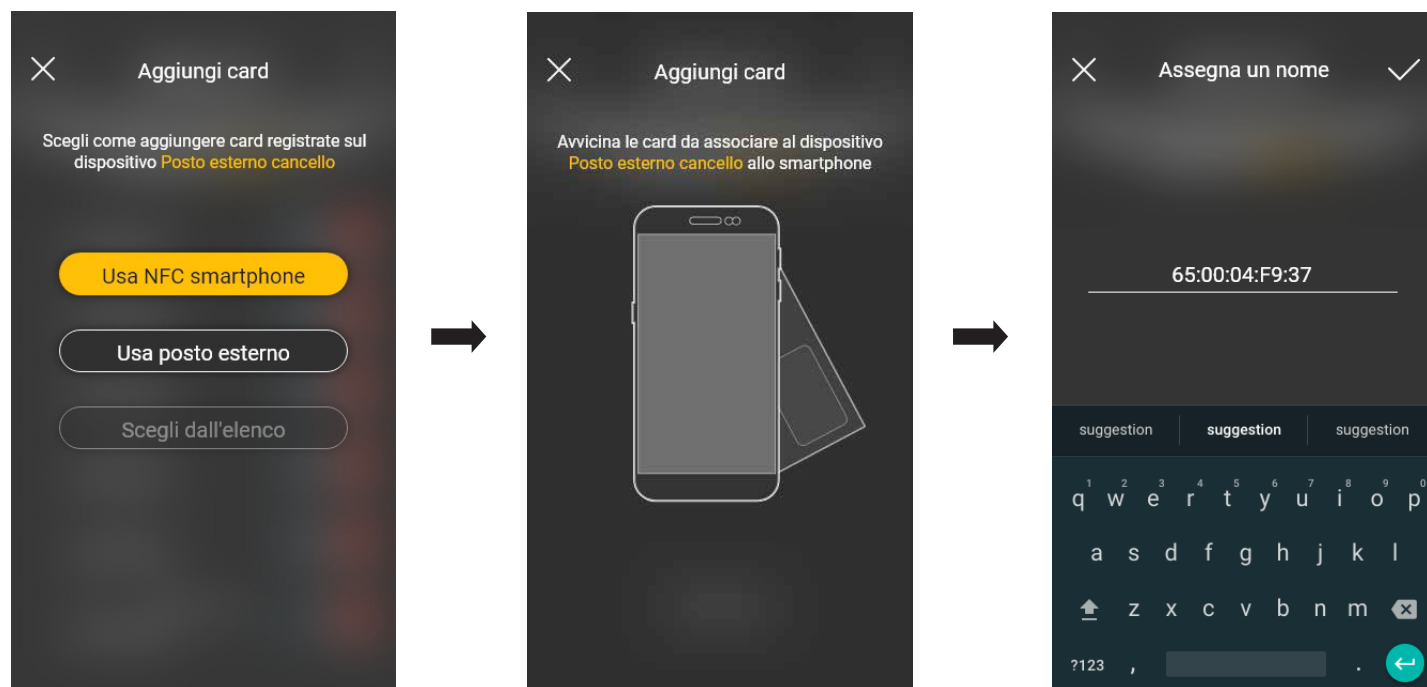 Aggiungi card
Scegli come aggiungere card registrate sul
dispositivo Posto esterno cancello
Usa NFC smartphone
Usa posto esterno
Scegli dall'elenco
Aggiungi card
Avvicina le card da associare al dispositivo
Posto esterno cancello allo smartphone
Assegna un nome
65:00:04:F9:37
suggestion suggestion suggestion
1 2 3 4 5 6 7 8 9 0
q w e r t y u i o p
a s d f g h j k l
z x c v b n m
?123 , .